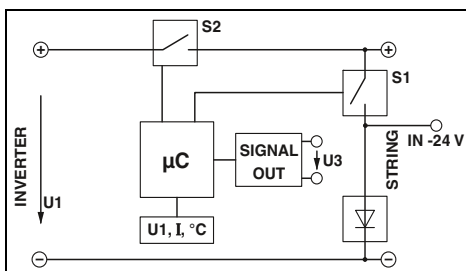 S2
+
+
S1
IN -24 V
INVERTER
U1
µC
SIGNAL
OUT
U3
STRING
U1, I, °C
−
−